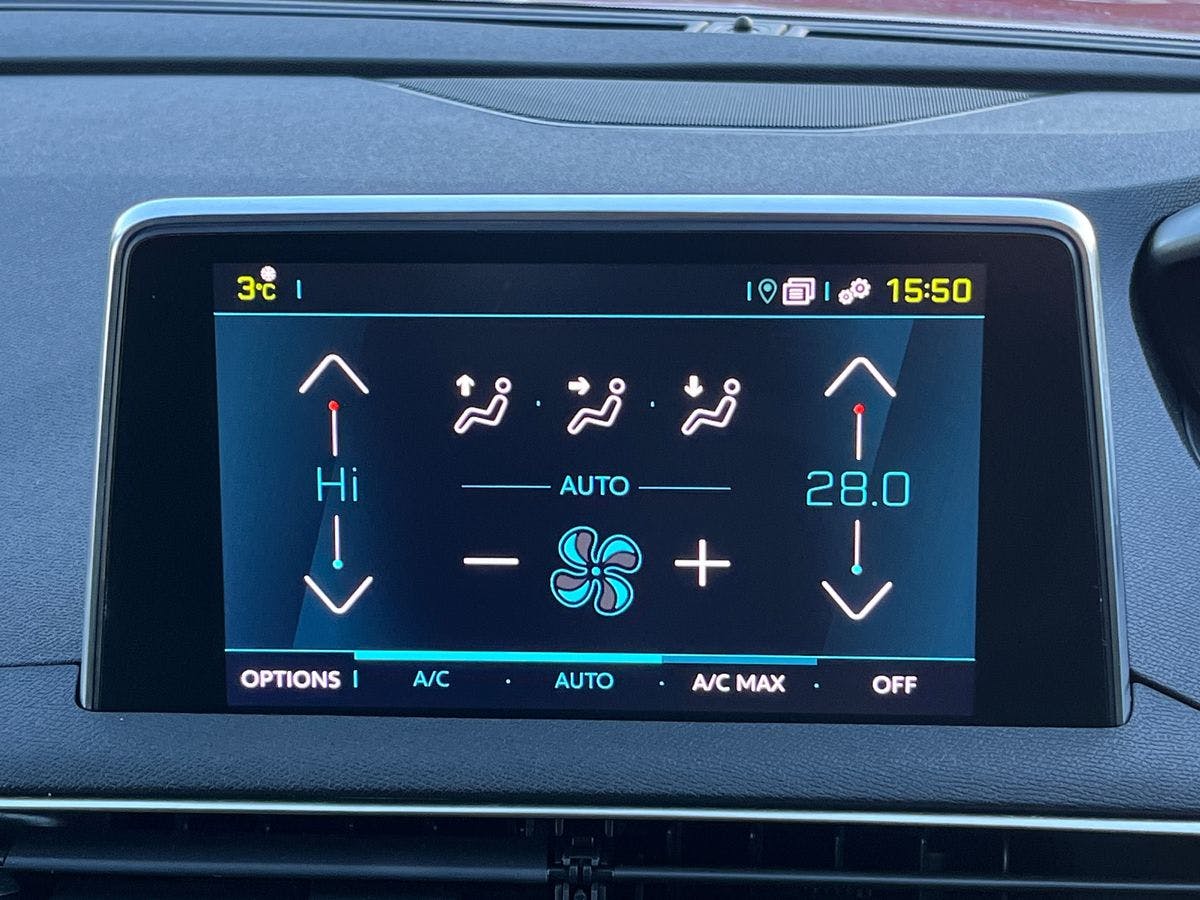 3°C 15:50
Hi AUTO 28.0
OPTIONS A/C AUTO A/C MAX OFF